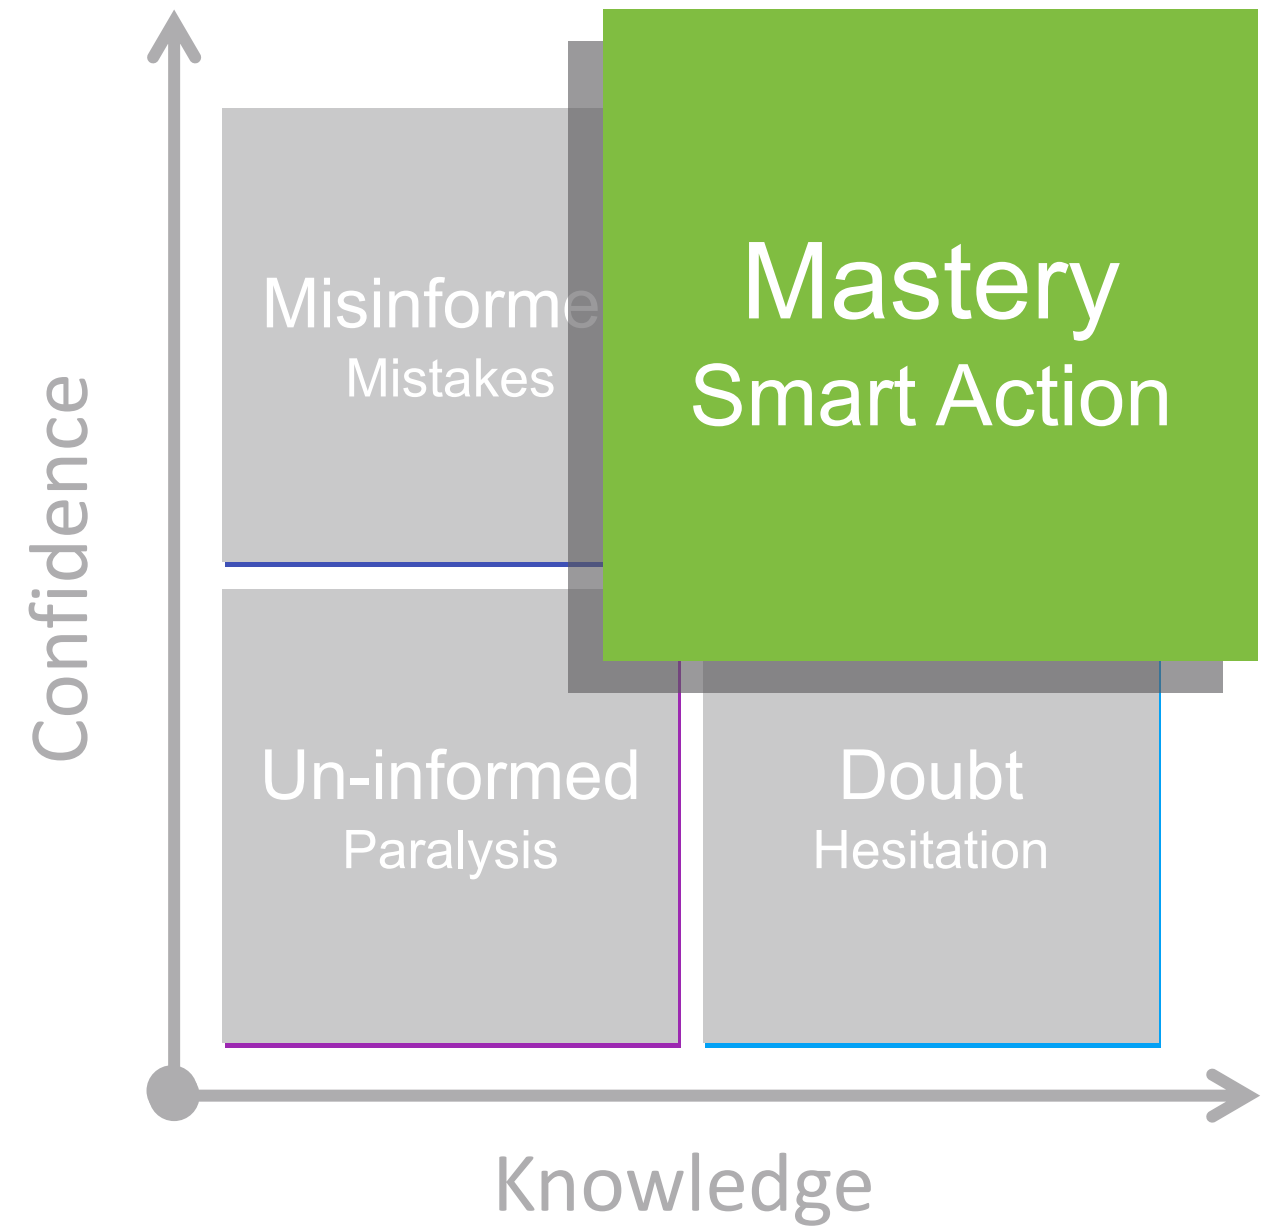 Confidence
Misinforme
Mistakes
Mastery
Smart Action
Un-informed
Paralysis
Doubt
Hesitation
Knowledge